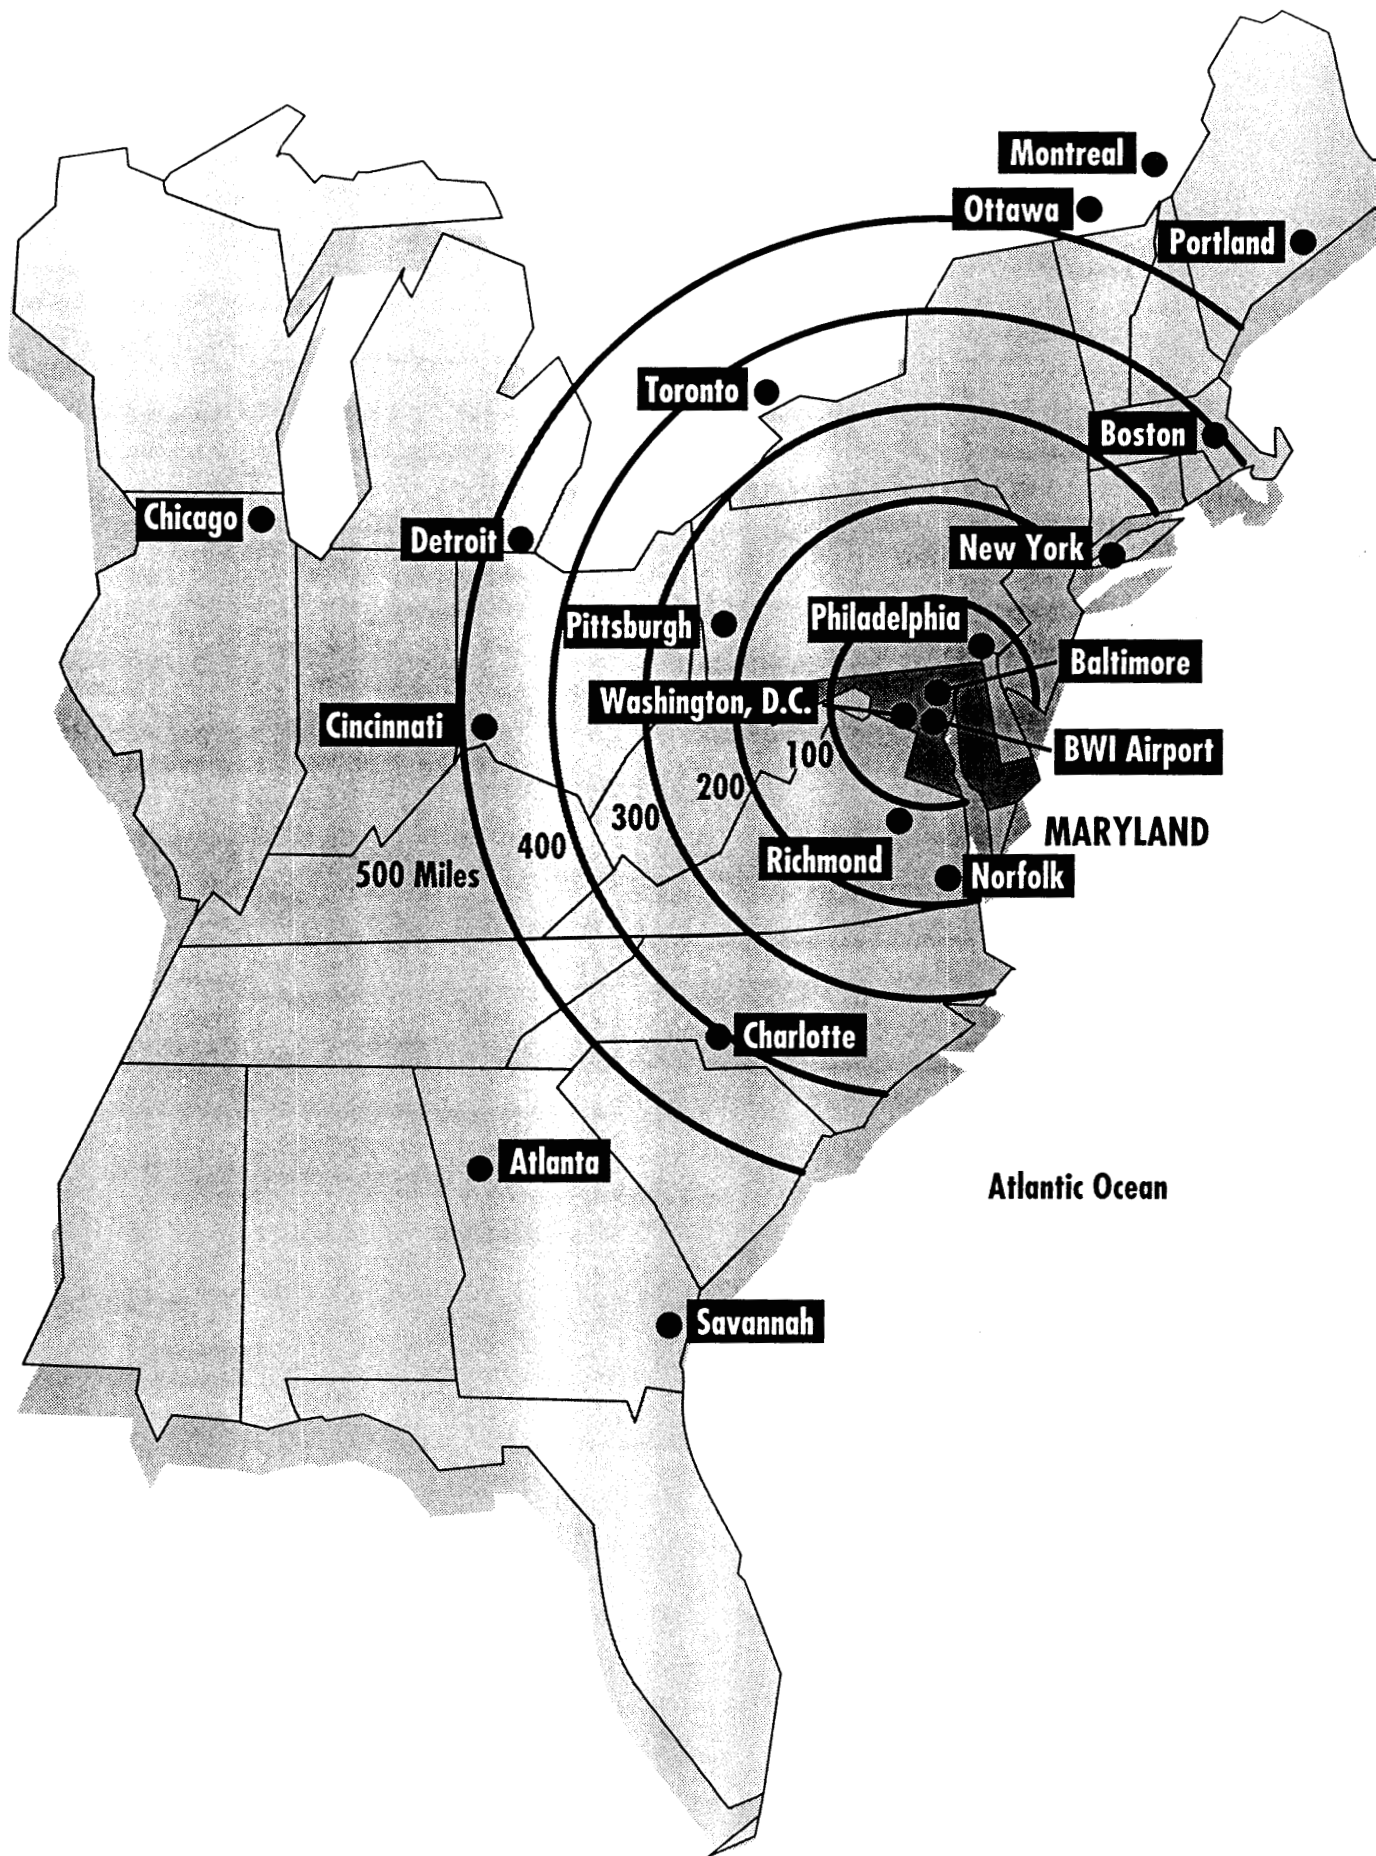 Montreal
Ottawa
Portland
Toronto
Boston
Chicago
Detroit
New York
Philadelphia
Pittsburgh
Baltimore
Washington, D.C.
Cincinnati
BWI Airport
100
200
300
MARYLAND
400
Richmond
500 Miles
Norfolk
Charlotte
Atlanta
Atlantic Ocean
Savannah